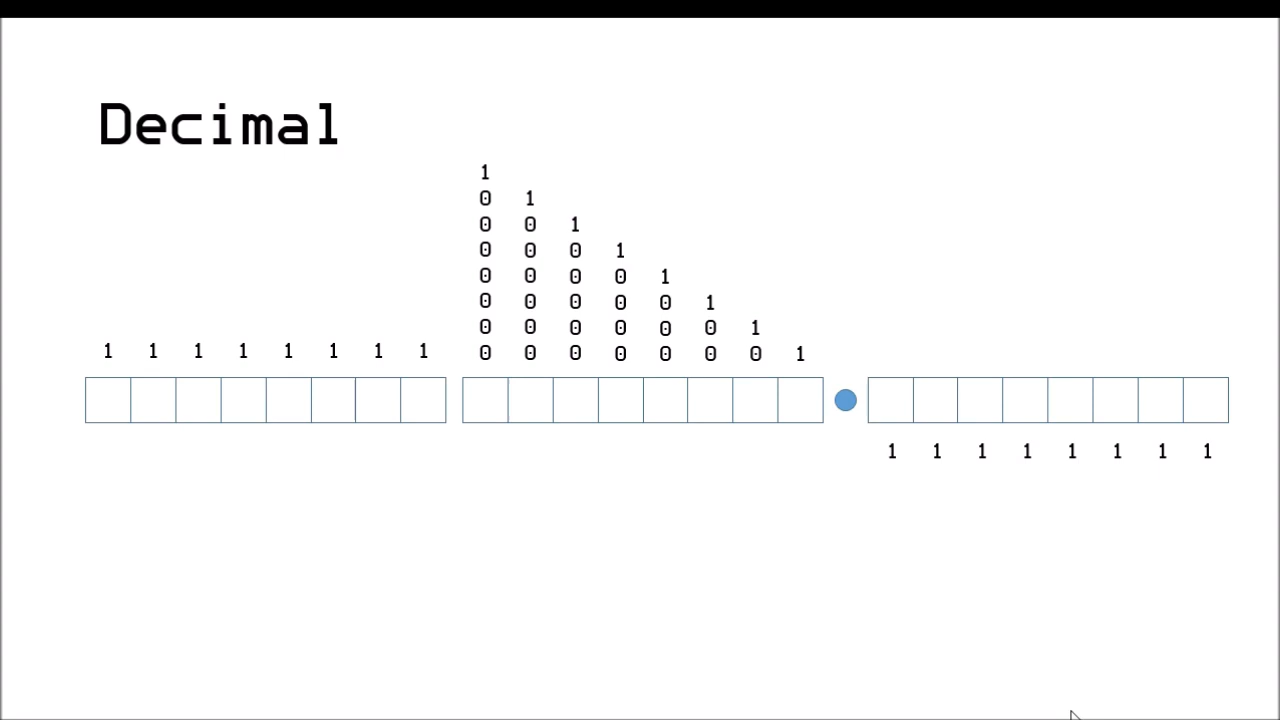 Decimal
1
0 1
0 0 1
0 0 0 1
0 0 0 0 1
0 0 0 0 0 1
0 0 0 0 0 0 1
1 1 1 1 1 1 1 1 0 0 0 0 0 0 0 1
1 1 1 1 1 1 1 1